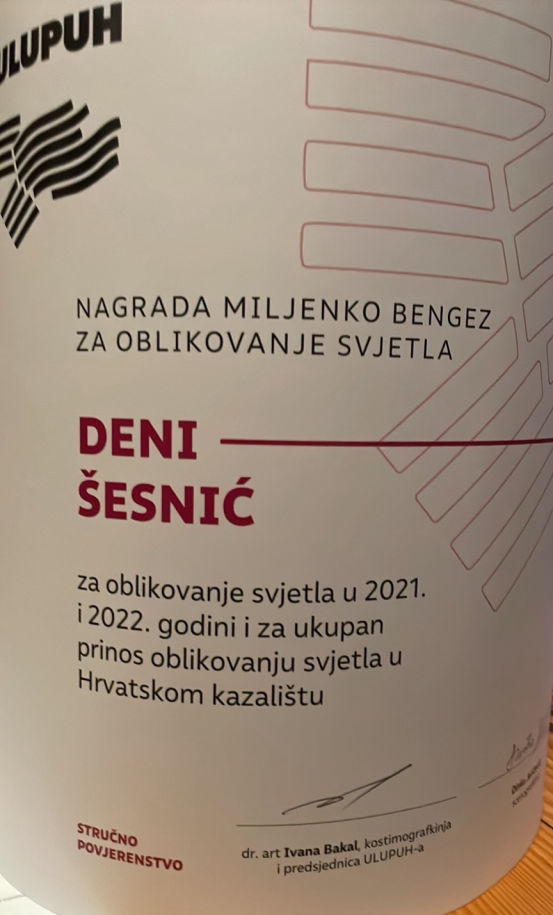 ULUPUH
NAGRADA MILJENKO BENGEZ
ZA OBLIKOVANJE SVJETLA
DENI
ŠESNIĆ
za oblikovanje svjetla u 2021.
i 2022. godini i za ukupan
prinos oblikovanju svjetla u
Hrvatskom kazalištu
STRUČNO
POVJERENSTVO
dr. art Ivana Bakal, kostimografkinja
i predsjednica ULUPUH-a